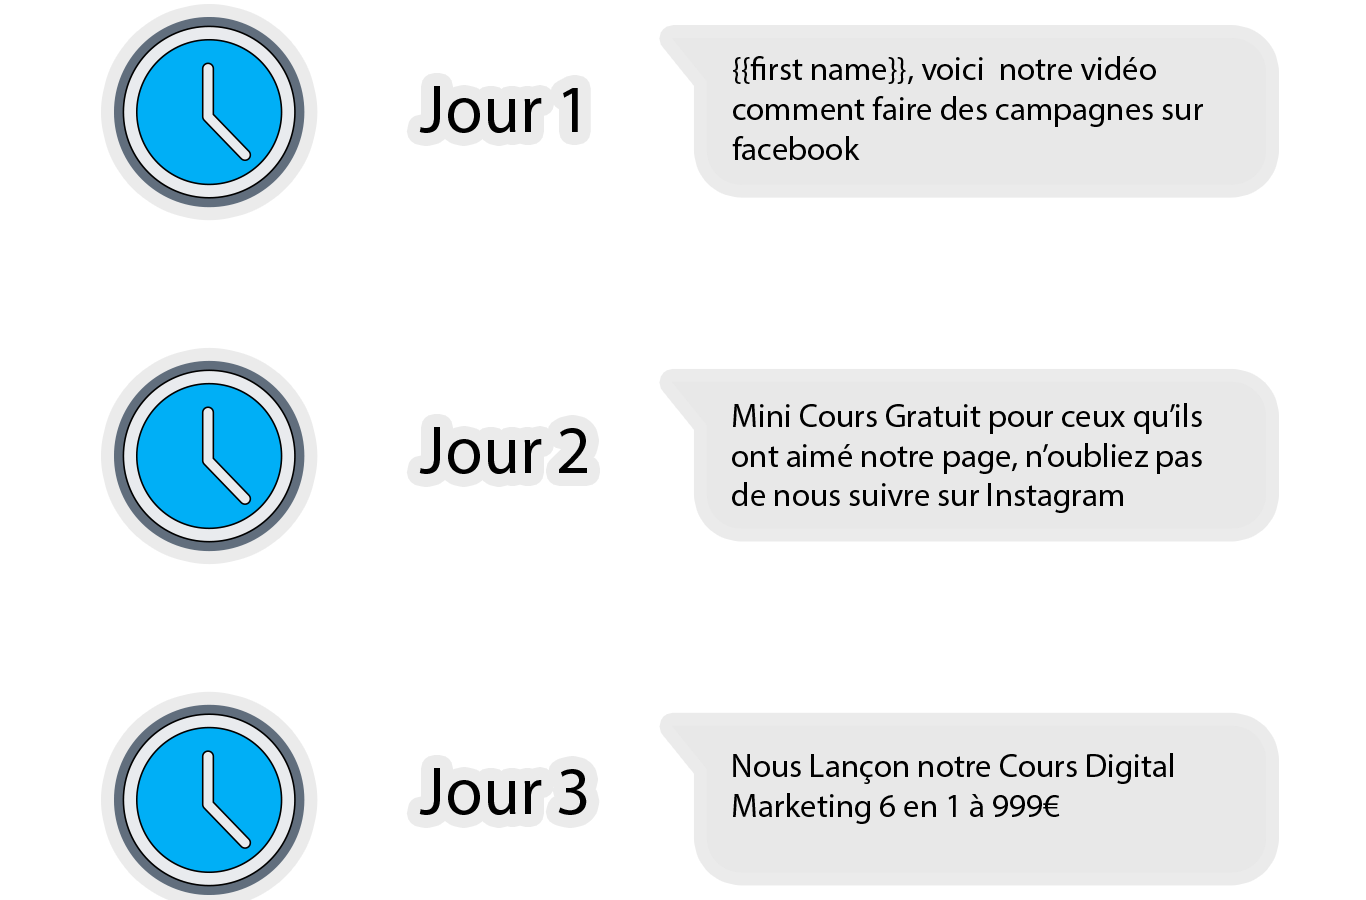 Jour 1
{{first name}}, voici  notre vidéo
comment faire des campagnes sur
facebook
Jour 2
Mini Cours Gratuit pour ceux qu’ils
ont aimé notre page, n’oubliez pas
de nous suivre sur Instagram
Jour 3
Nous Lançon notre Cours Digital
Marketing 6 en 1 à 999€